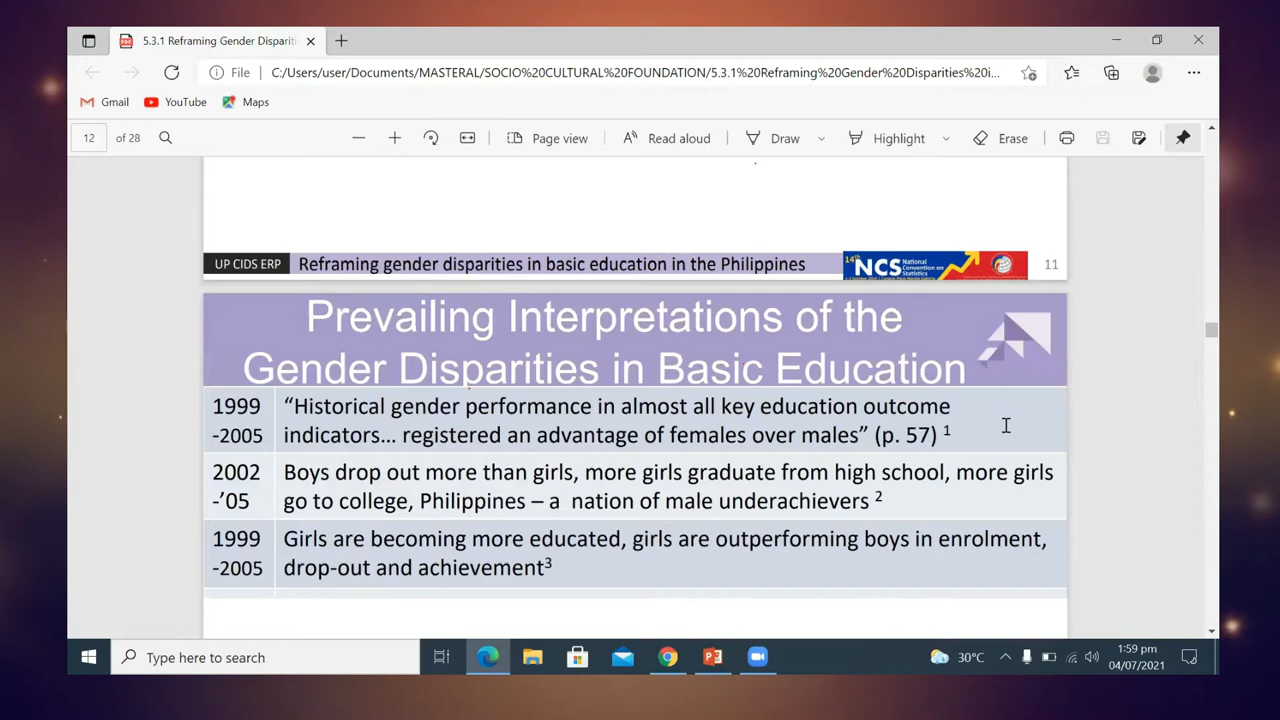 5.3.1 Reframing Gender Disparit
File C:/Users/user/Documents/MASTERAL/SOCIO%20CULTURAL%20FOUNDATION/5.3.1%20Reframing%20Gender%20Disparities%20i...
Gmail YouTube Maps
12 of 28 Page view Read aloud Draw Highlight Erase
UP CIDS ERP Reframing gender disparities in basic education in the Philippines 14th NCS National Convention on Statistics 11
Prevailing Interpretations of the
Gender Disparities in Basic Education
1999 “Historical gender performance in almost all key education outcome
-2005 indicators... registered an advantage of females over males” (p. 57) 1
2002 Boys drop out more than girls, more girls graduate from high school, more girls
-’05 go to college, Philippines – a nation of male underachievers 2
1999 Girls are becoming more educated, girls are outperforming boys in enrolment,
-2005 drop-out and achievement3
Type here to search 30°C 1:59 pm
04/07/2021